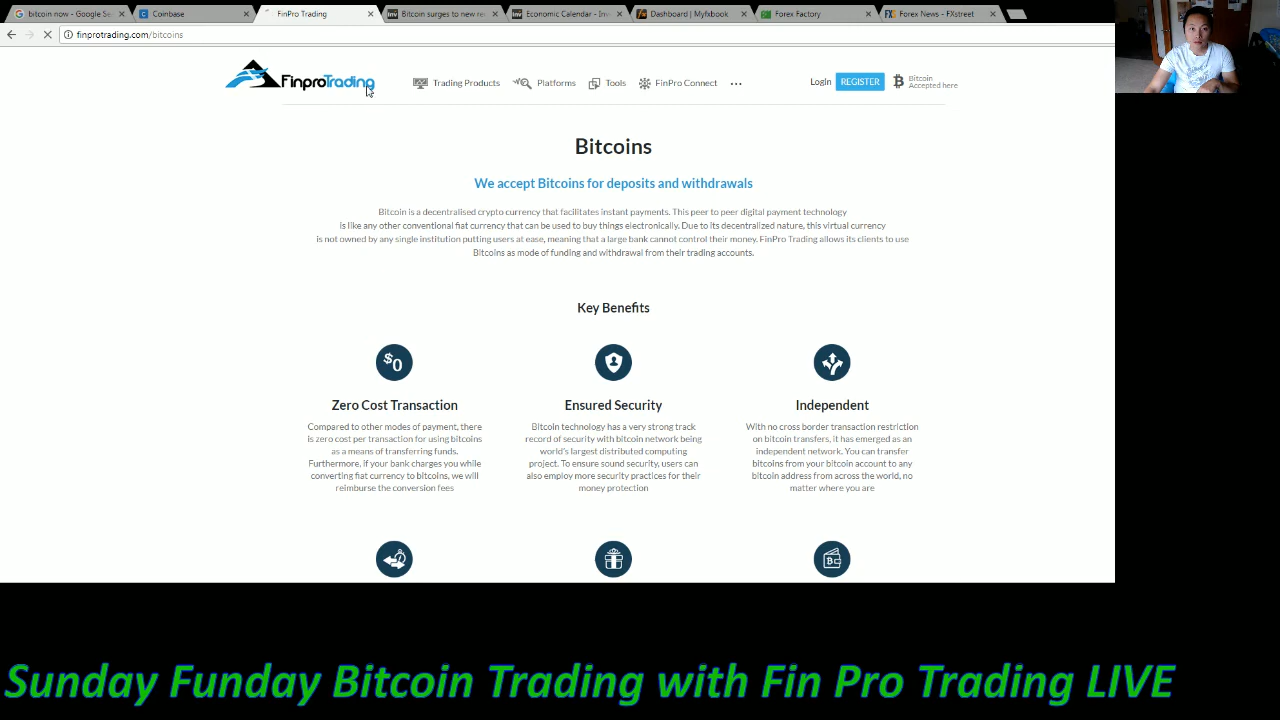 bitcoin now - Google Se
Coinbase
FinPro Trading
Bitcoin surges to new re
Economic Calendar - Inv
Dashboard | Myfxbook
Forex Factory
Forex News - FXstreet
finprotrading.com/bitcoins
FinproTrading
Trading Products
Platforms
Tools
FinPro Connect
Login
REGISTER
Bitcoin
Accepted here
Bitcoins
We accept Bitcoins for deposits and withdrawals
Bitcoin is a decentralised crypto currency that facilitates instant payments. This peer to peer digital payment technology
is like any other conventional fiat currency that can be used to buy things electronically. Due to its decentralized nature, this virtual currency
is not owned by any single institution putting users at ease, meaning that a large bank cannot control their money. FinPro Trading allows its clients to use
Bitcoins as mode of funding and withdrawal from their trading accounts.
Key Benefits
$0
Zero Cost Transaction
Compared to other modes of payment, there
is zero cost per transaction for using bitcoins
as a means of transferring funds.
Furthermore, if your bank charges you while
converting fiat currency to bitcoins, we will
reimburse the conversion fees
Ensured Security
Bitcoin technology has a very strong track
record of security with bitcoin network being
world's largest distributed computing
project. To ensure sound security, users can
also employ more security practices for their
money protection
Independent
With no cross border transaction restriction
on bitcoin transfers, it has emerged as an
independent network. You can transfer
bitcoins from your bitcoin account to any
bitcoin address from across the world, no
matter where you are
Sunday Funday Bitcoin Trading with Fin Pro Trading LIVE